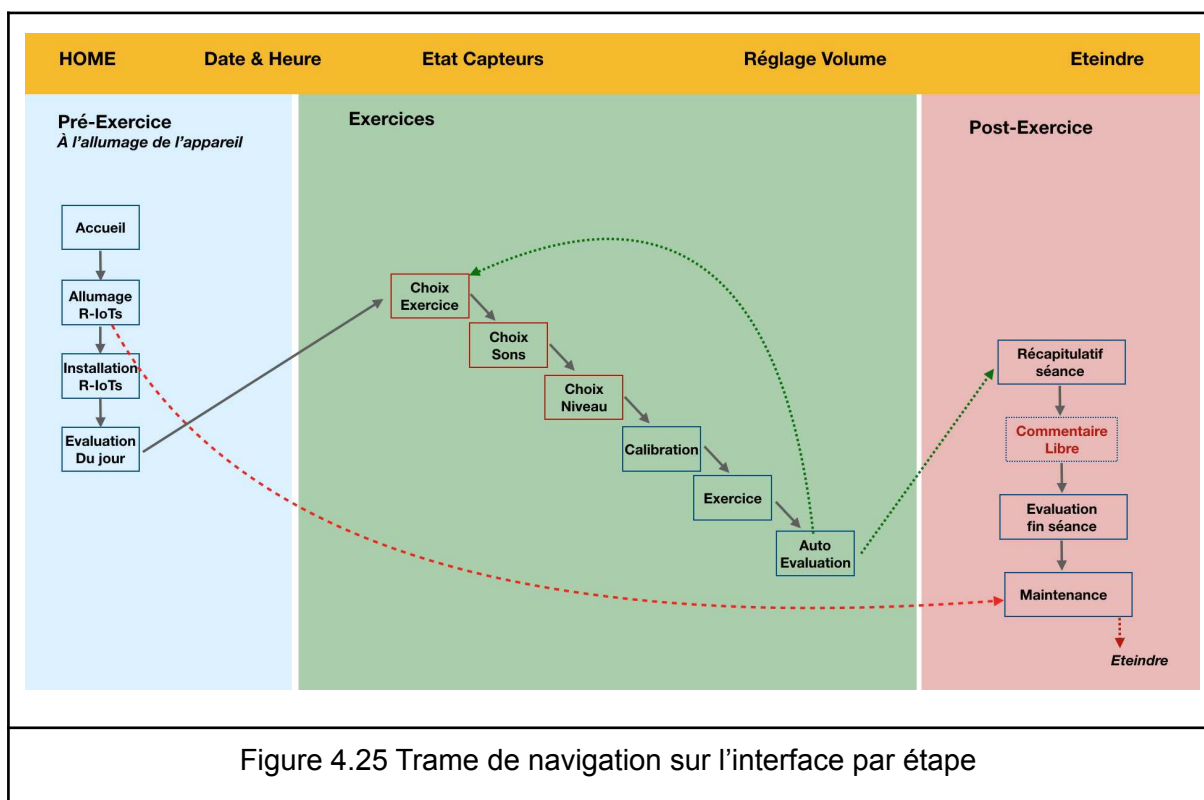 HOME Date & Heure Etat Capteurs Réglage Volume Eteindre
Pré-Exercice
À l'allumage de l'appareil
Accueil
Allumage
R-IoTs
Installation
R-IoTs
Evaluation
Du jour
Exercices
Choix
Exercice
Choix
Sons
Choix
Niveau
Calibration
Exercice
Auto
Evaluation
Post-Exercice
Récapitulatif
séance
Commentaire
Libre
Evaluation
fin séance
Maintenance
Eteindre
Figure 4.25 Trame de navigation sur l'interface par étape